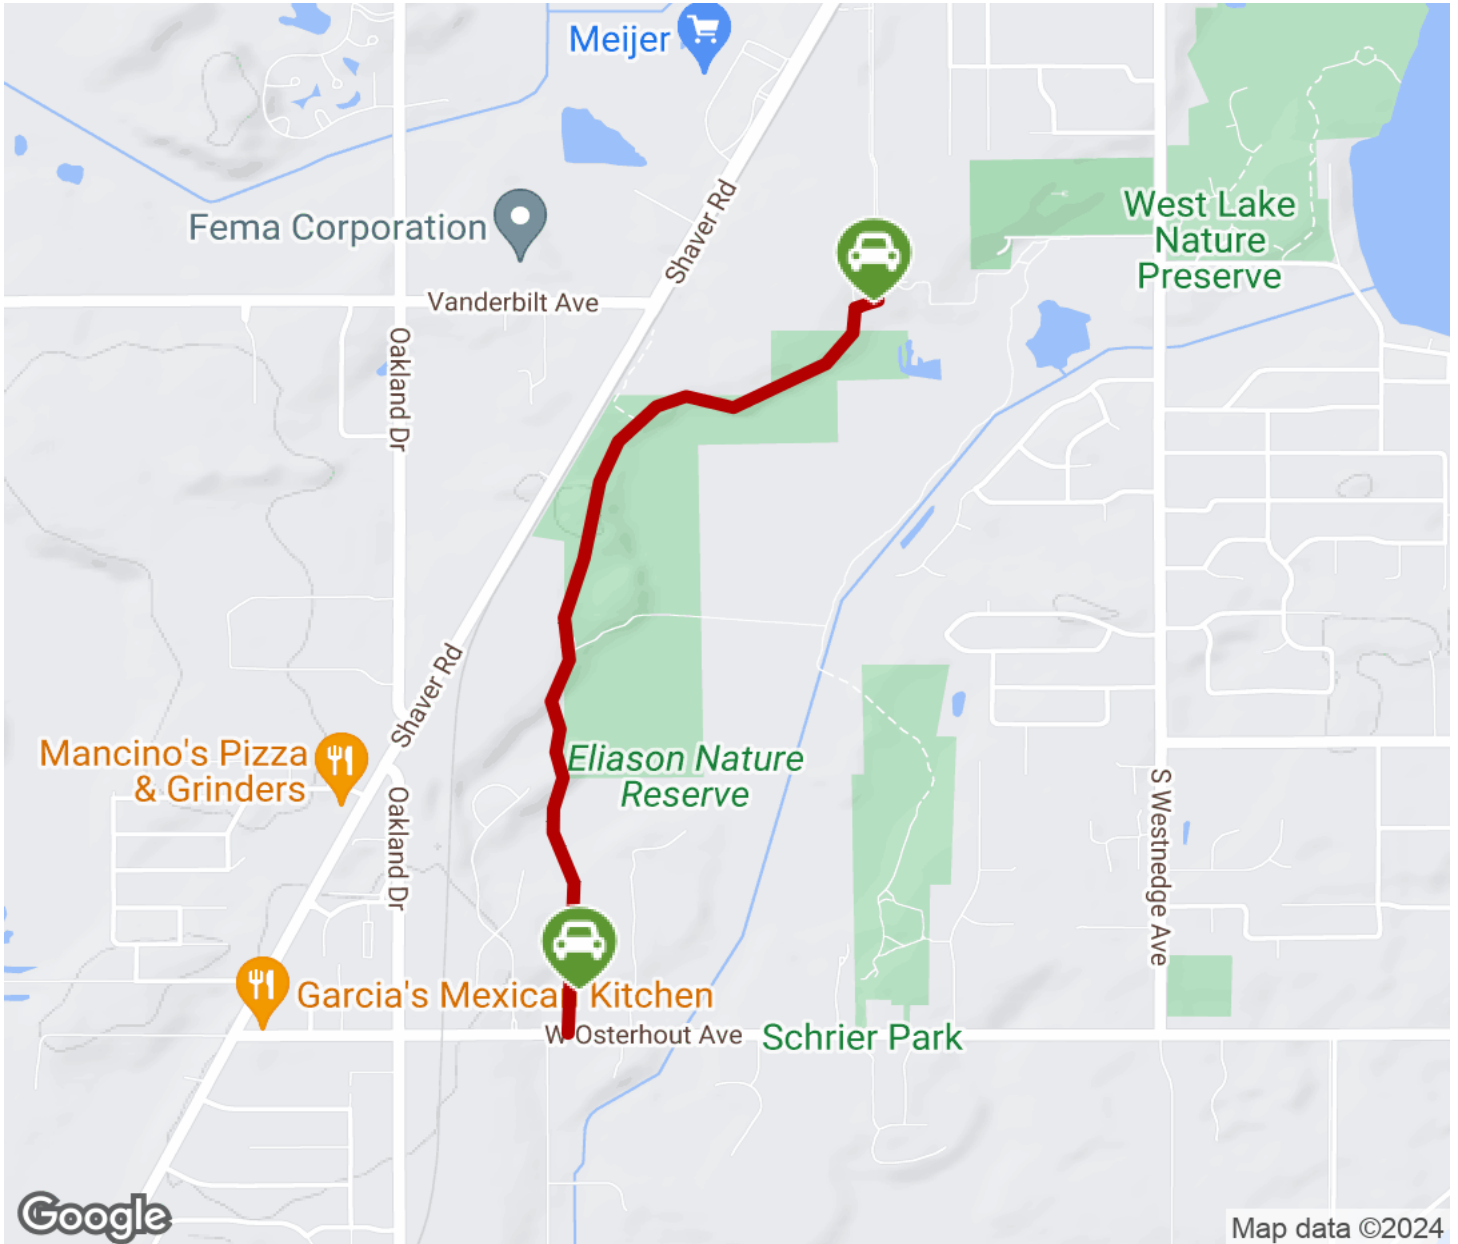 Meijer
Shaver Rd
West Lake
Nature
Preserve
Fema Corporation
Vanderbilt Ave
Oakland Dr
Shaver Rd
Mancino's Pizza
& Grinders
Eliason Nature
Reserve
Oakland Dr
S Westnedge Ave
Garcia's Mexican Kitchen
W Osterhout Ave
Schrier Park
Google
Map data ©2024